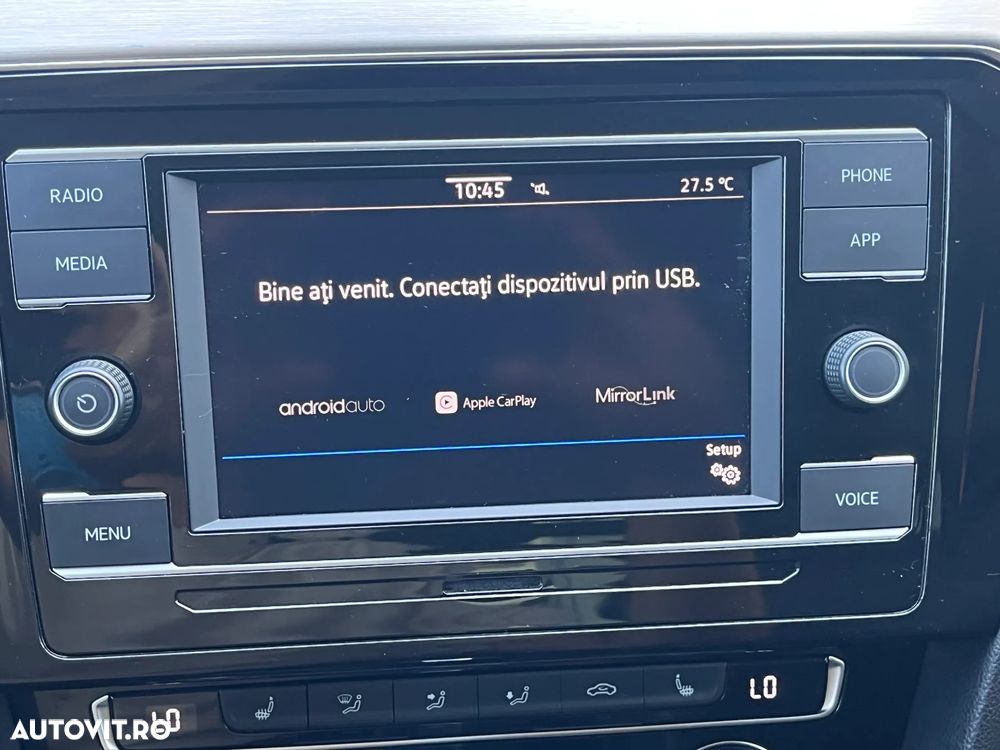 RADIO
PHONE
10:45
27.5 °C
MEDIA
APP
Bine aţi venit. Conectaţi dispozitivul prin USB.
androidauto
Apple CarPlay
MirrorLink
Setup
MENU
VOICE
LO
LO
AUTOVIT.RO